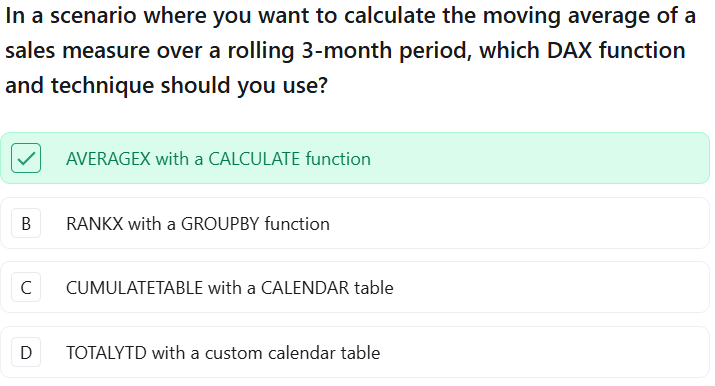 In a scenario where you want to calculate the moving average of a
sales measure over a rolling 3-month period, which DAX function
and technique should you use?
AVERAGEX with a CALCULATE function
B RANKX with a GROUPBY function
C CUMULATETABLE with a CALENDAR table
D TOTALYTD with a custom calendar table